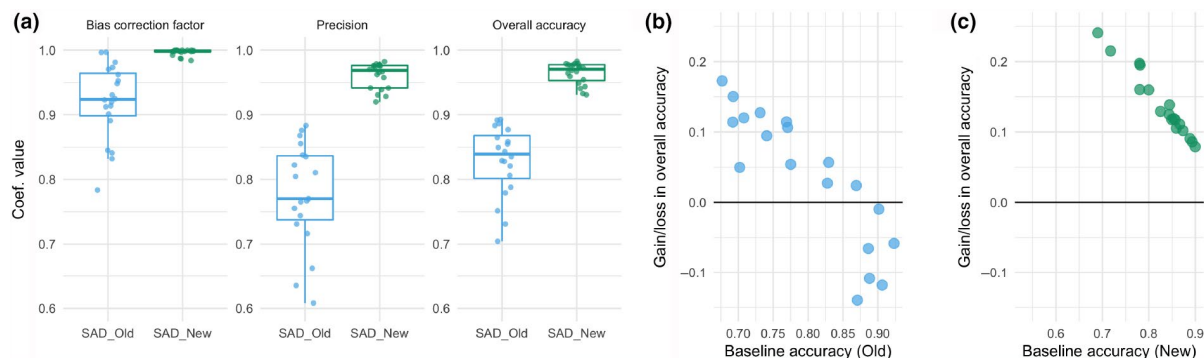 (a)
Bias correction factor
Precision
Overall accuracy
Coef. value
1.0
0.9
0.8
0.7
0.6
SAD_Old
SAD_New
1.0
0.9
0.8
0.7
0.6
SAD_Old
SAD_New
1.0
0.9
0.8
0.7
0.6
SAD_Old
SAD_New
(b)
Gain/loss in overall accuracy
0.2
0.1
0.0
−0.1
0.70 0.75 0.80 0.85 0.90
Baseline accuracy (Old)
(c)
Gain/loss in overall accuracy
0.2
0.1
0.0
−0.1
0.6 0.7 0.8 0.9
Baseline accuracy (New)